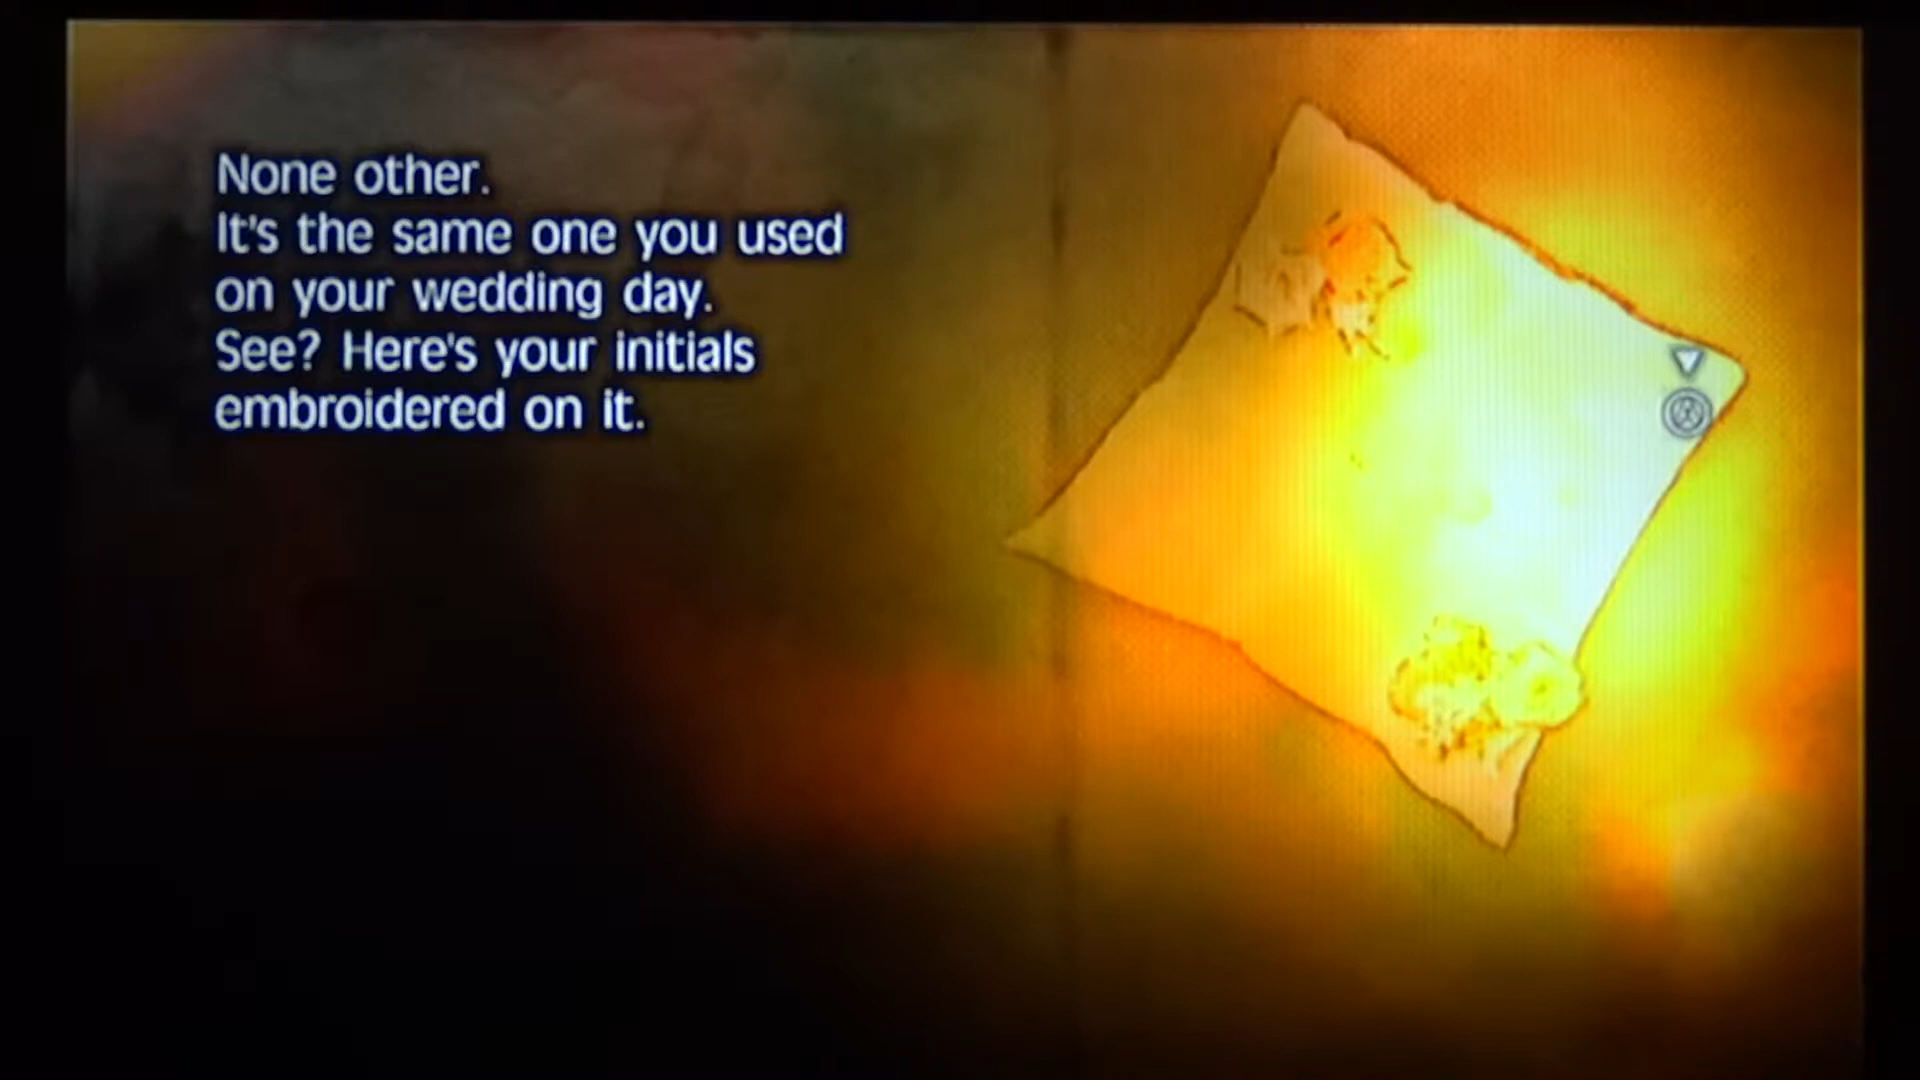 None other.
It's the same one you used
on your wedding day.
See? Here's your initials
embroidered on it.